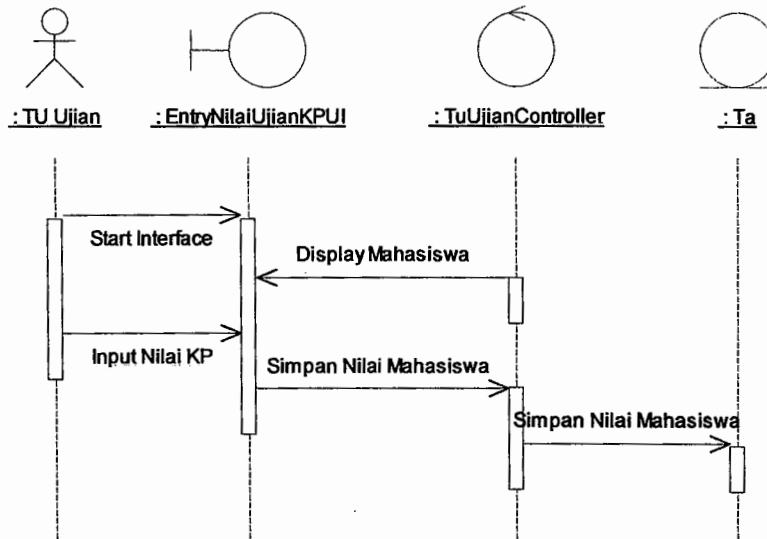 : TU Ujian
: EntryNilaiUjianKPUI
: TuUjianController
: Ta
Start Interface
Display Mahasiswa
Input Nilai KP
Simpan Nilai Mahasiswa
Simpan Nilai Mahasiswa